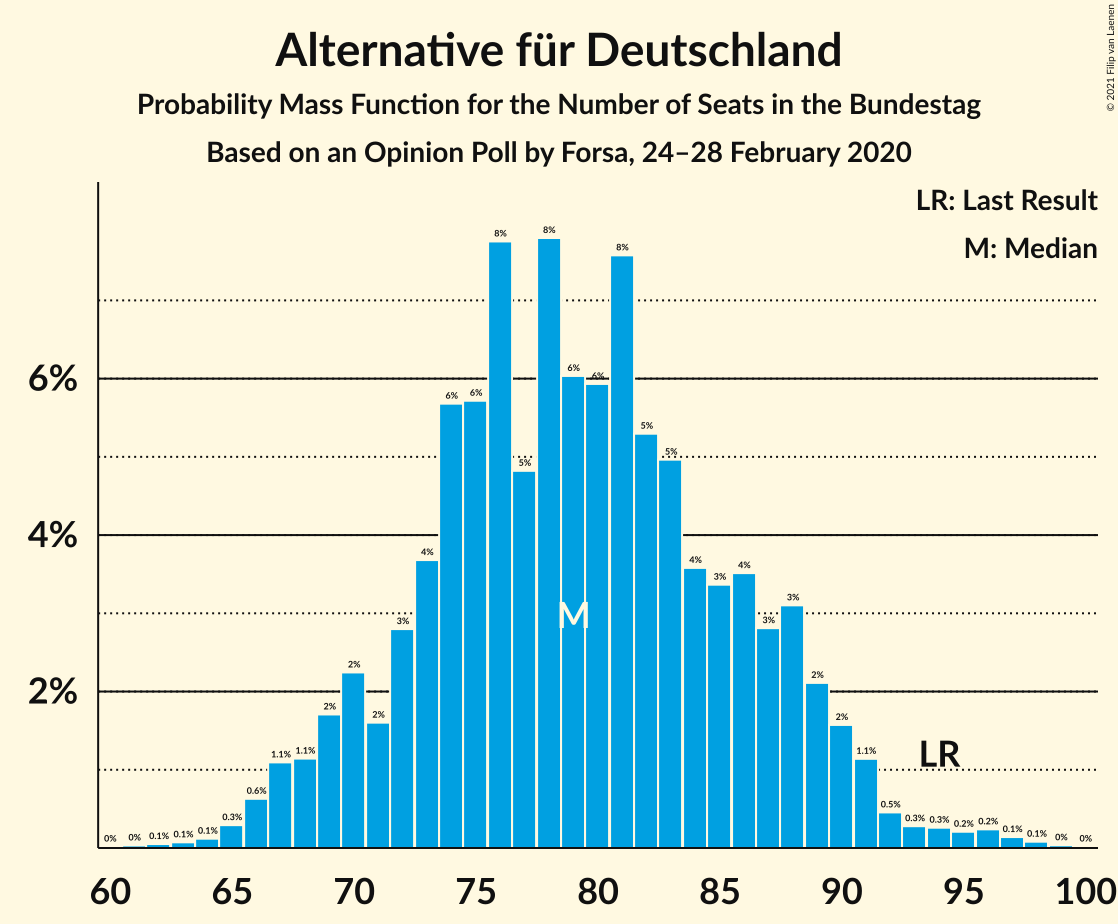 Alternative für Deutschland
Probability Mass Function for the Number of Seats in the Bundestag
Based on an Opinion Poll by Forsa, 24–28 February 2020
© 2021 Filip van Laenen
LR: Last Result
M: Median
6%
4%
2%
0% 0% 0.1% 0.1% 0.1% 0.3% 0.6% 1.1% 1.1% 2% 2% 2% 3% 4% 6% 6% 8% 5% 8% 6% 6% 8% 5% 5% 4% 3% 4% 3% 3% 2% 2% 1.1% 0.5% 0.3% 0.3% 0.2% 0.2% 0.1% 0.1% 0% 0%
M
LR
60 65 70 75 80 85 90 95 100